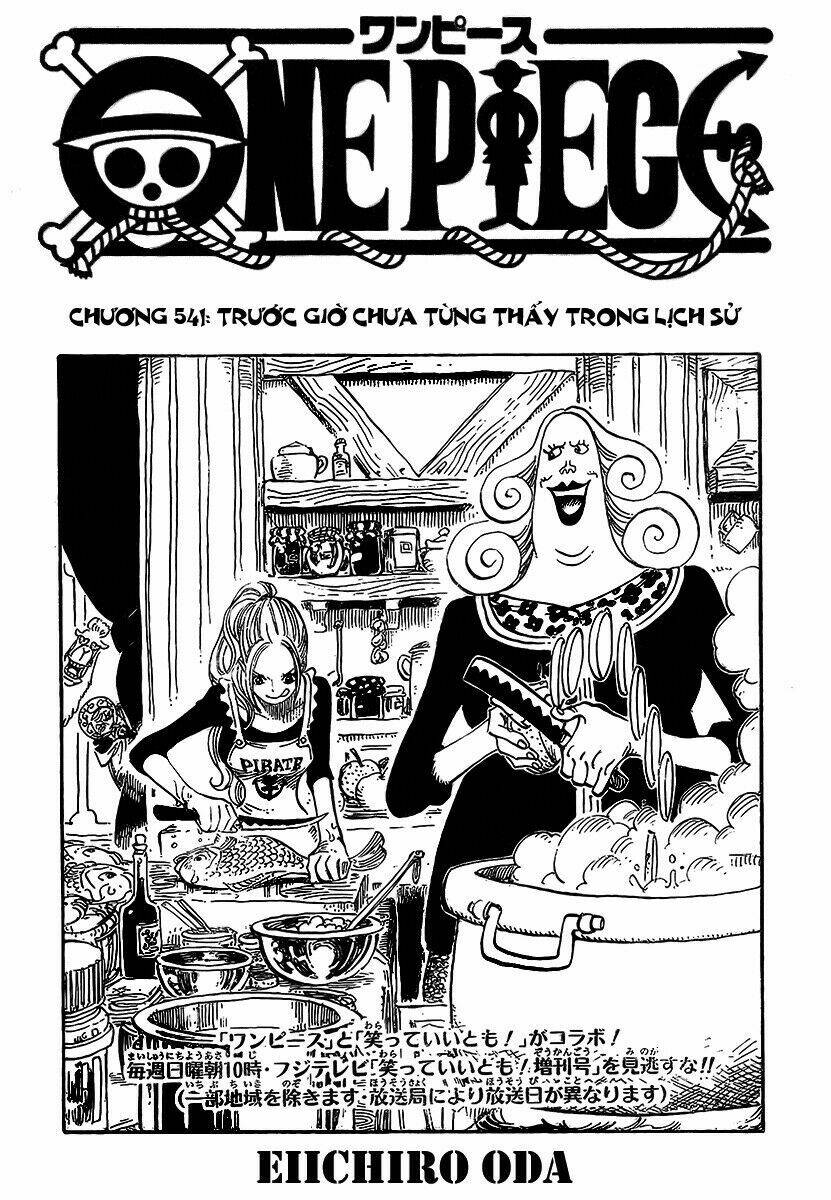 ワンピース
ONE PIECE
CHƯƠNG 541: TRƯỚC GIỜ CHƯA TỪNG THẤY TRONG LỊCH SỬ
PIRATE
「ワンピース」と「笑っていいとも!」がコラボ!
毎週日曜朝10時・フジテレビ「笑っていいとも!増刊号」を見逃すな!!
(一部地域を除きます・放送局により放送日が異なります)
EIICHIRO ODA